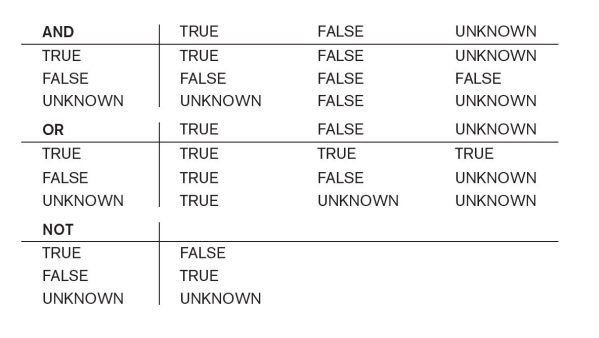 AND TRUE FALSE UNKNOWN
TRUE TRUE FALSE UNKNOWN
FALSE FALSE FALSE FALSE
UNKNOWN UNKNOWN FALSE UNKNOWN
OR TRUE FALSE UNKNOWN
TRUE TRUE TRUE TRUE
FALSE TRUE FALSE UNKNOWN
UNKNOWN TRUE UNKNOWN UNKNOWN
NOT
TRUE FALSE
FALSE TRUE
UNKNOWN UNKNOWN